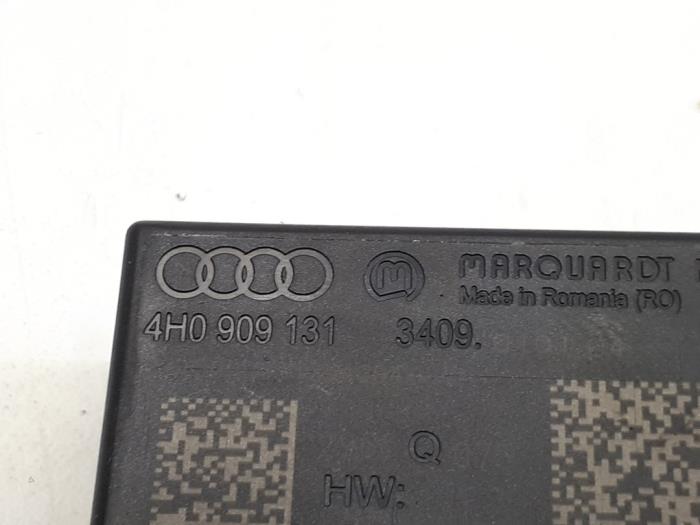 M MARQUARDT
Made in Romania (RO)
4H0 909 131 3409.
Q
HW: